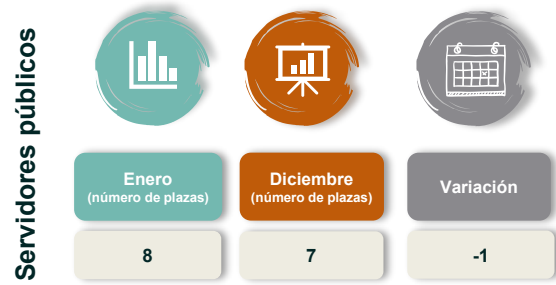 Servidores públicos
Enero
(número de plazas)
Diciembre
(número de plazas)
Variación
8
7
-1